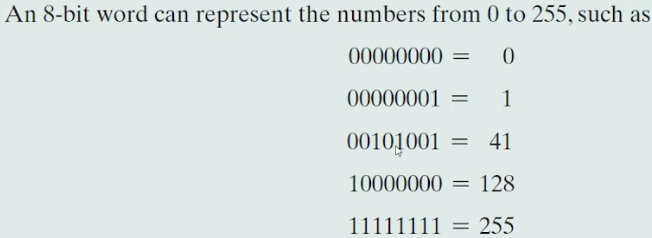 An 8-bit word can represent the numbers from 0 to 255, such as
00000000 = 0
00000001 = 1
00101001 = 41
10000000 = 128
11111111 = 255